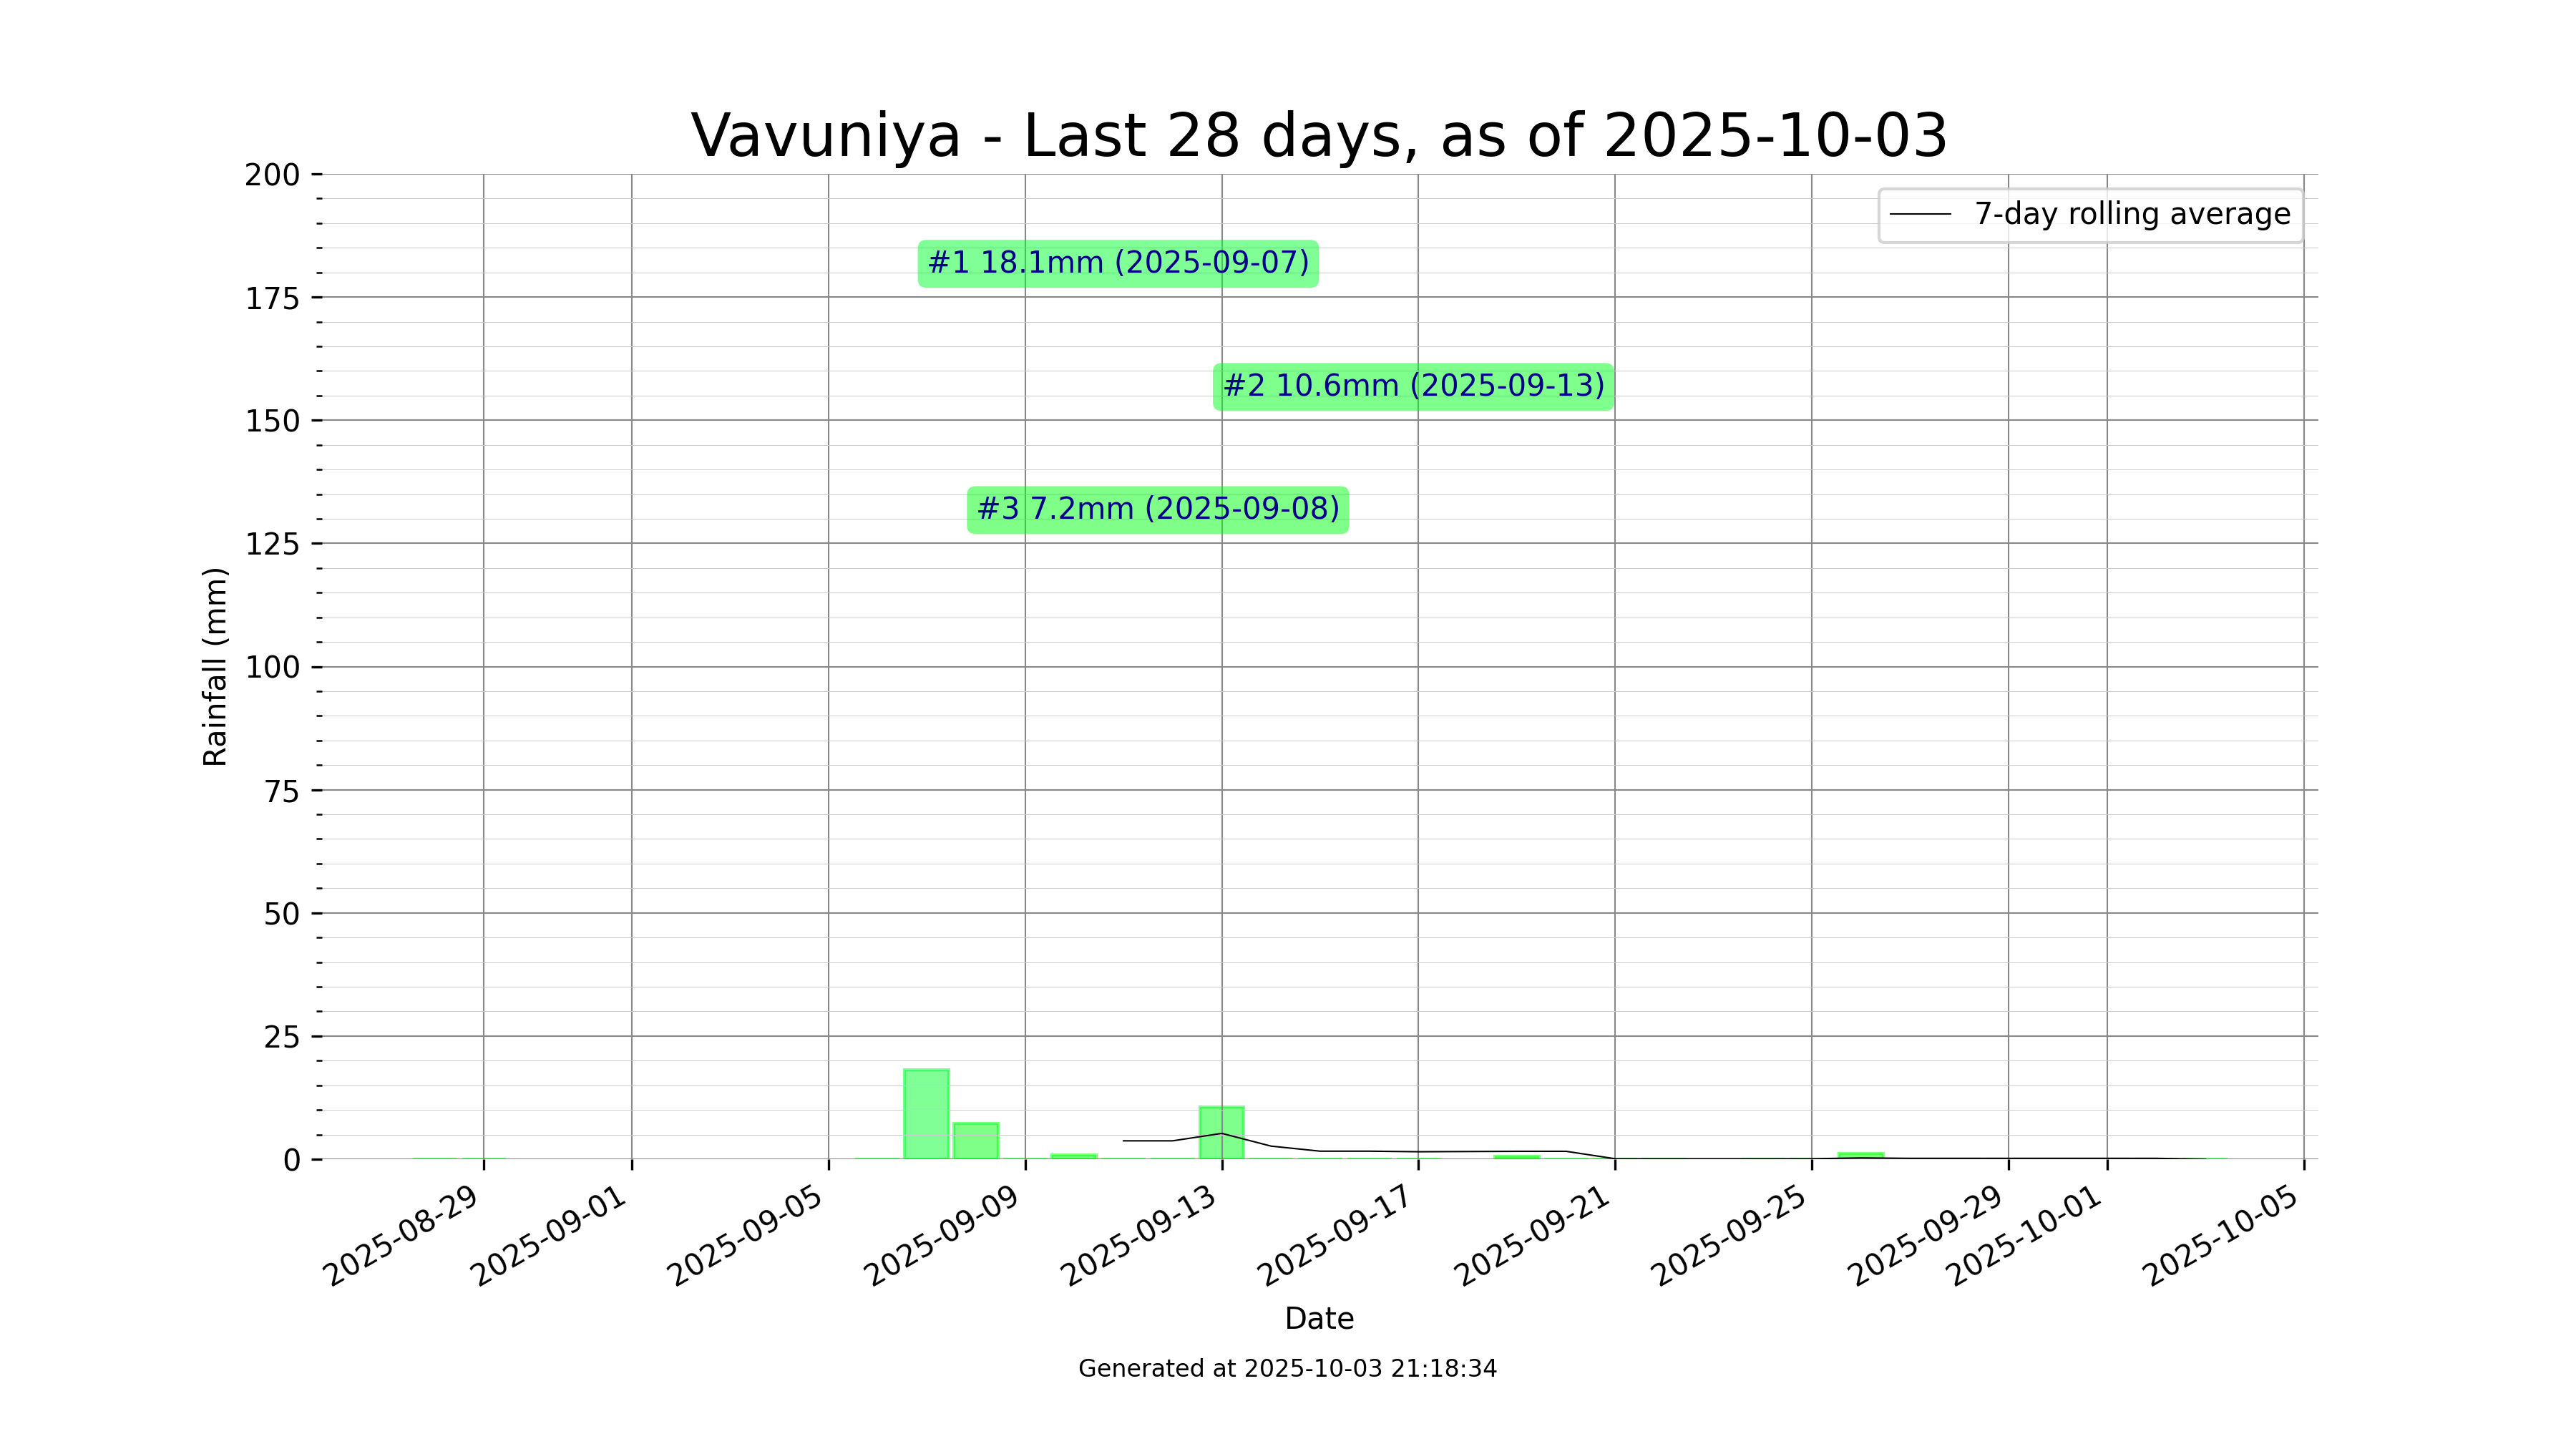 Vavuniya - Last 28 days, as of 2025-10-03
200
175
150
125
100
75
50
25
0
Rainfall (mm)
7-day rolling average
#1 18.1mm (2025-09-07)
#2 10.6mm (2025-09-13)
#3 7.2mm (2025-09-08)
2025-08-29
2025-09-01
2025-09-05
2025-09-09
2025-09-13
2025-09-17
2025-09-21
2025-09-25
2025-09-29
2025-10-01
2025-10-05
Date
Generated at 2025-10-03 21:18:34